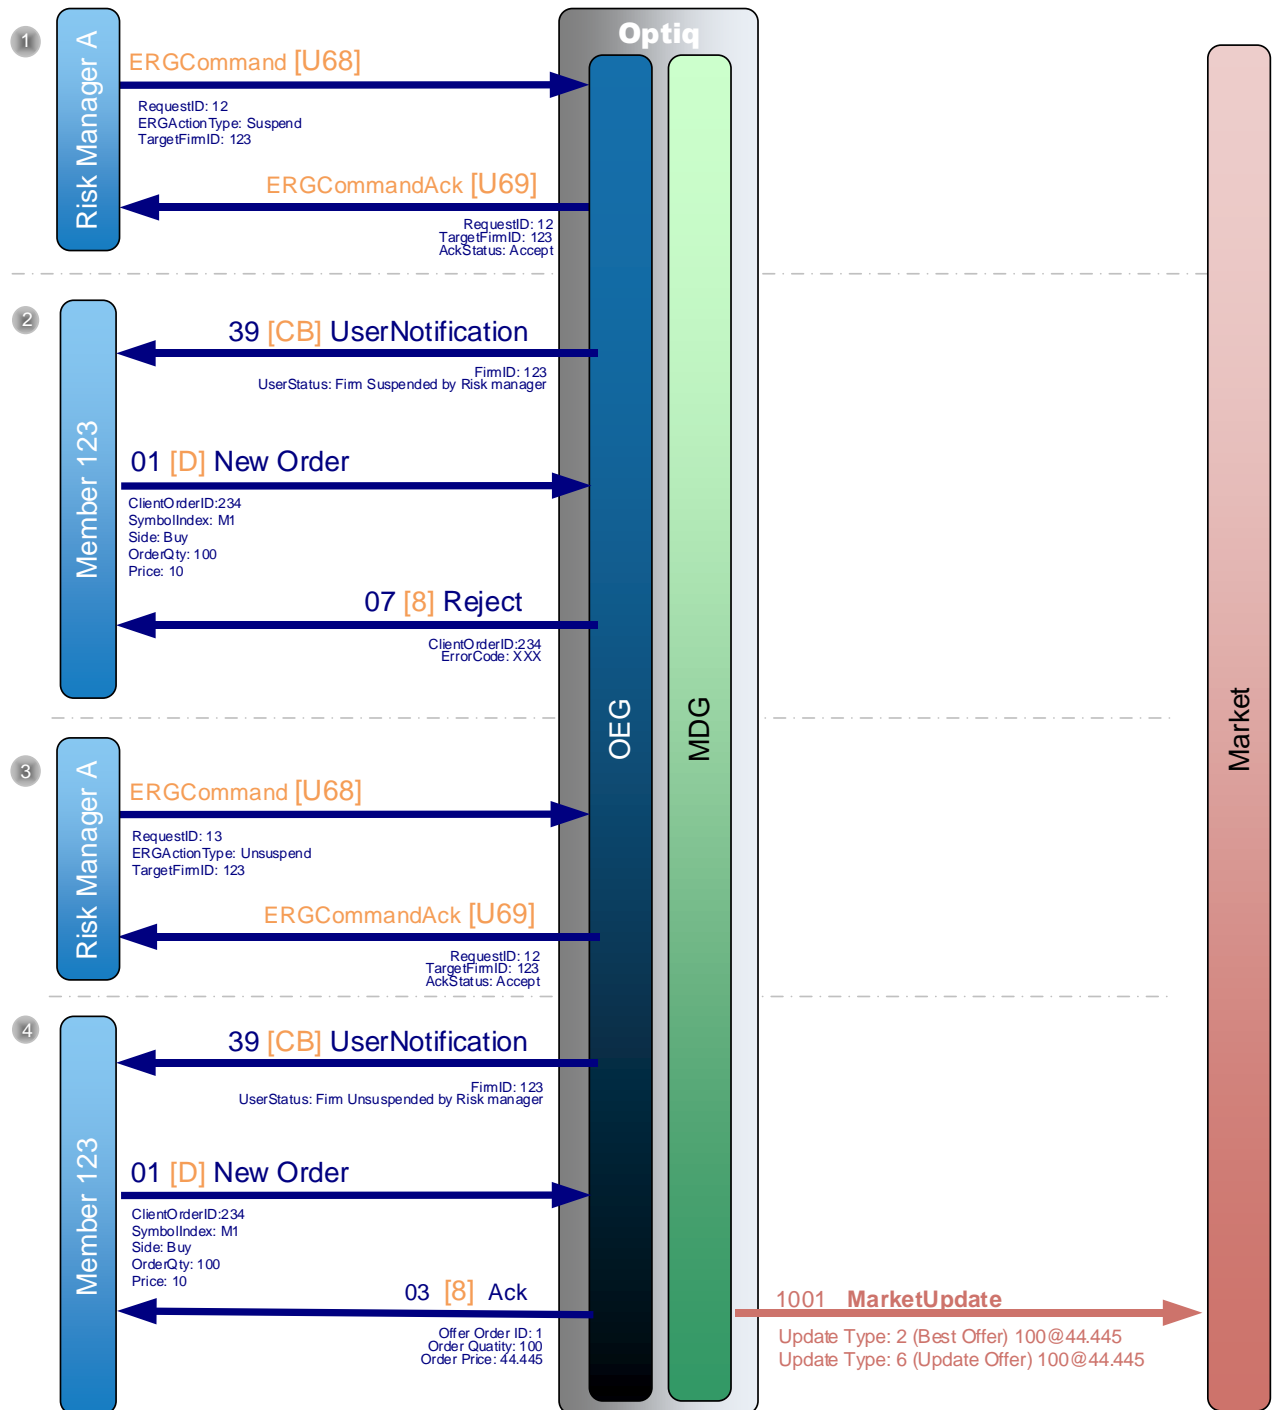 Optiq
1
Risk Manager A
ERGCommand [U68]
RequestID: 12
ERGActionType: Suspend
TargetFirmID: 123
ERGCommandAck [U69]
RequestID: 12
TargetFirmID: 123
AckStatus: Accept
2
Member 123
39 [CB] UserNotification
FirmID: 123
UserStatus: Firm Suspended by Risk manager
01 [D] New Order
ClientOrderID:234
SymbolIndex: M1
Side: Buy
OrderQty: 100
Price: 10
07 [8] Reject
ClientOrderID:234
ErrorCode: XXX
OEG
MDG
Market
3
Risk Manager A
ERGCommand [U68]
RequestID: 13
ERGActionType: Unsuspend
TargetFirmID: 123
ERGCommandAck [U69]
RequestID: 12
TargetFirmID: 123
AckStatus: Accept
4
Member 123
39 [CB] UserNotification
FirmID: 123
UserStatus: Firm Unsuspended by Risk manager
01 [D] New Order
ClientOrderID:234
SymbolIndex: M1
Side: Buy
OrderQty: 100
Price: 10
03 [8] Ack
Offer Order ID: 1
Order Quatity: 100
Order Price: 44.445
1001 MarketUpdate
Update Type: 2 (Best Offer) 100@44.445
Update Type: 6 (Update Offer) 100@44.445